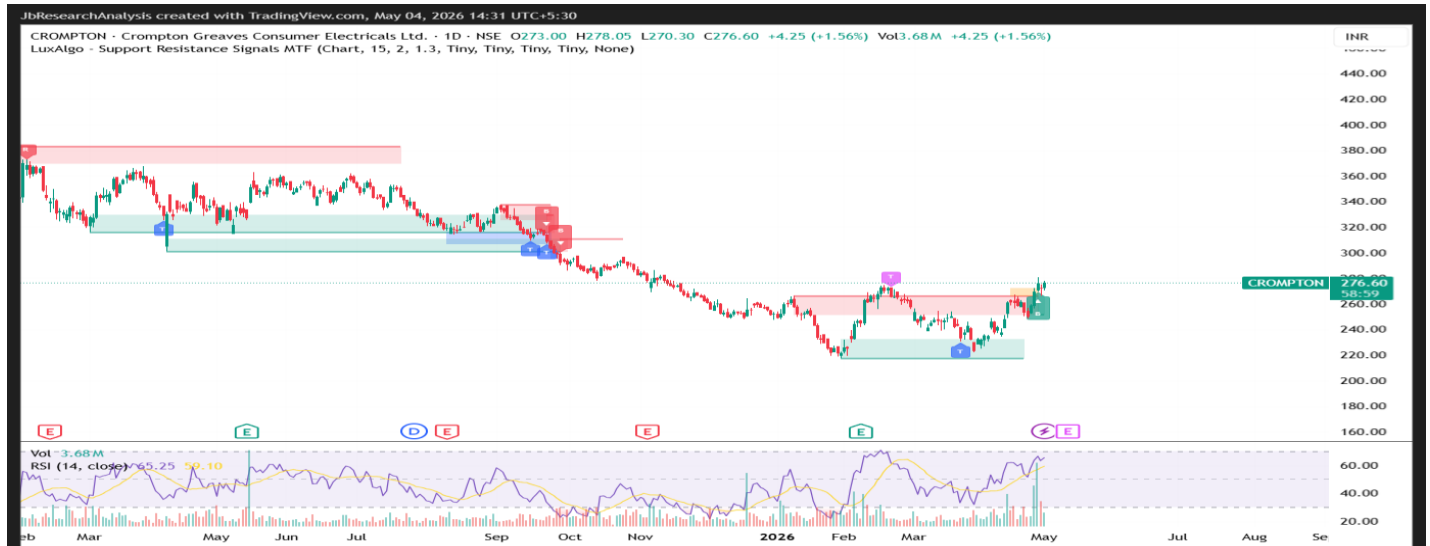 JbResearchAnalysis created with TradingView.com, May 04, 2026 14:31 UTC+5:30
CROMPTON · Crompton Greaves Consumer Electricals Ltd. · 1D · NSE O273.00 H278.05 L270.30 C276.60 +4.25 (+1.56%) Vol3.68M +4.25 (+1.56%)
INR
LuxAlgo - Support Resistance Signals MTF (Chart, 15, 2, 1.3, Tiny, Tiny, Tiny, Tiny, None)
440.00
420.00
400.00
380.00
360.00
340.00
320.00
300.00
CROMPTON 276.60
58:59
260.00
240.00
220.00
200.00
180.00
160.00
E E D E E E E
Vol 3.68M
RSI (14, close) 65.25 59.10
60.00
40.00
20.00
eb Mar May Jun Jul Sep Oct Nov 2026 Feb Mar May Jul Aug Se